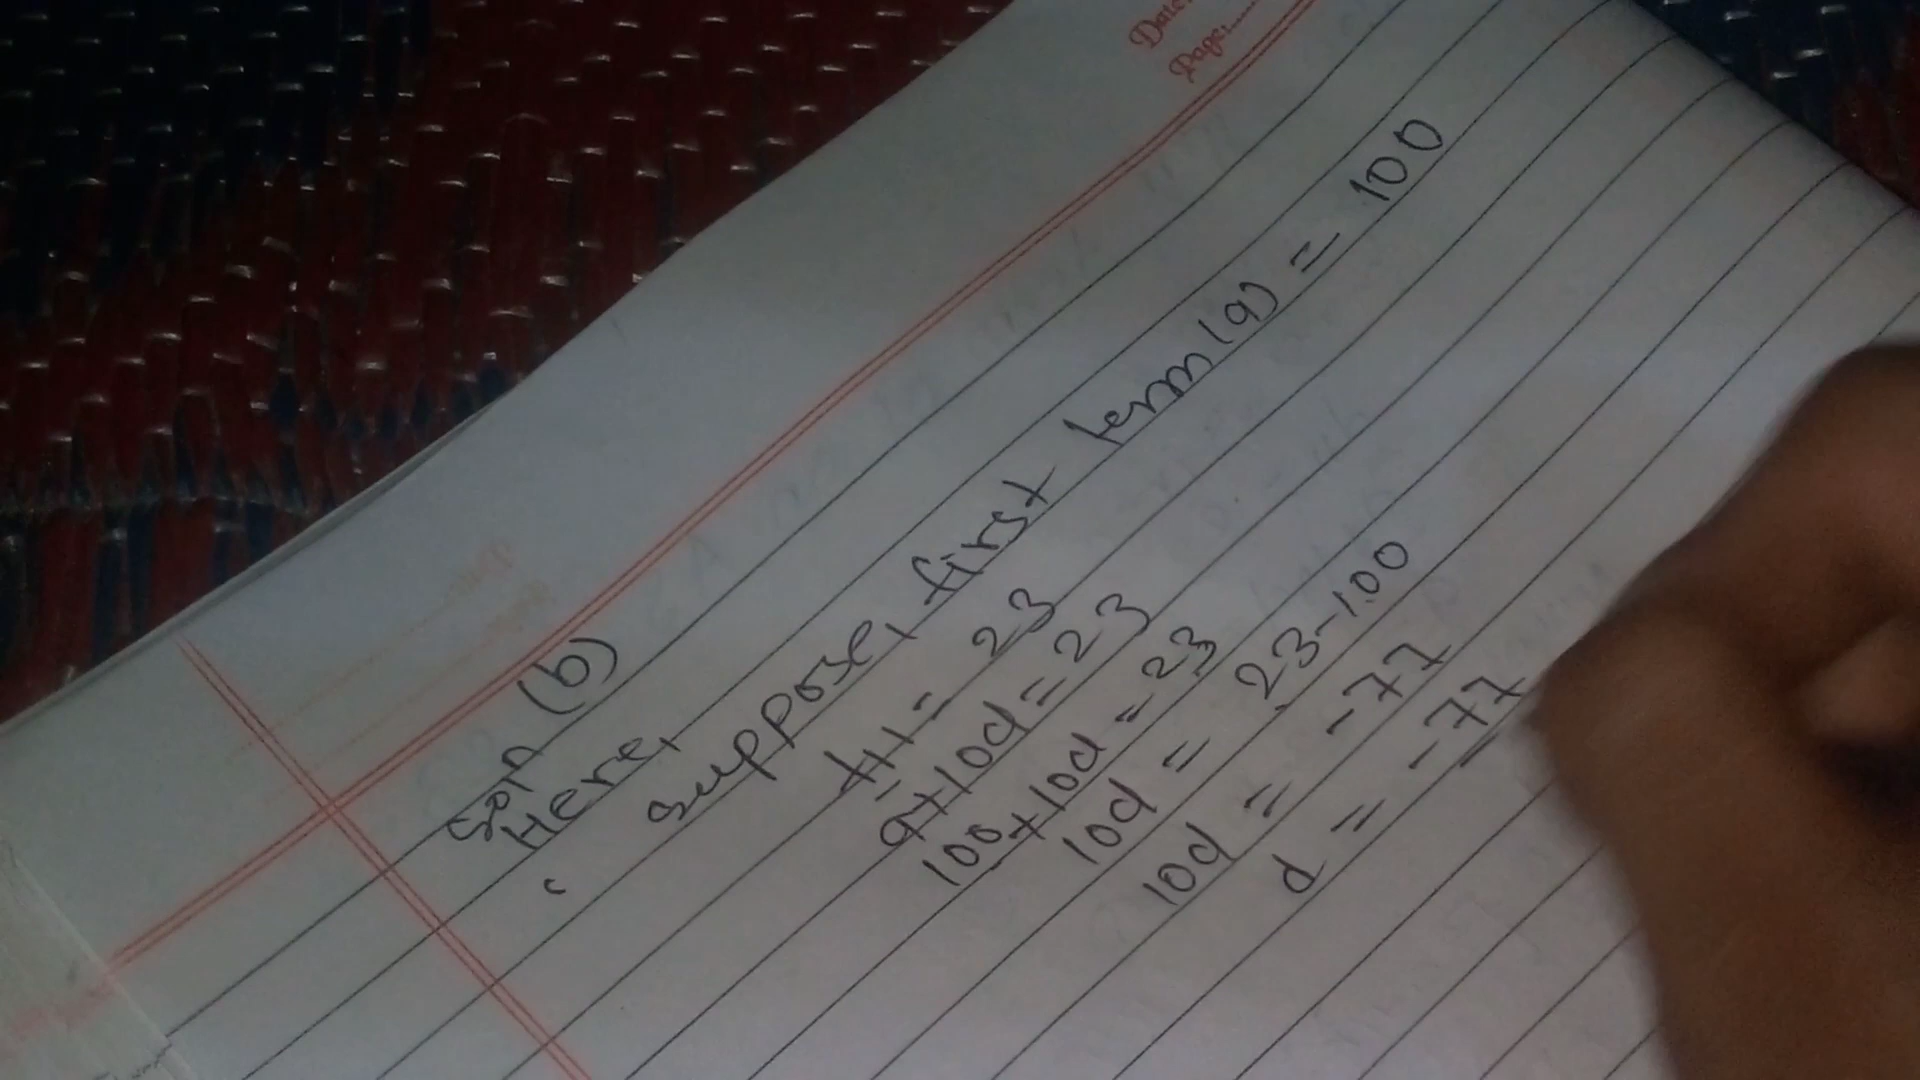 Date:
Page:......
Soln (b)
Here,
suppose, first term (a) = 100
t11 = 23
a+10d = 23
100+10d = 23
10d = 23-100
10d = -77
d = -77